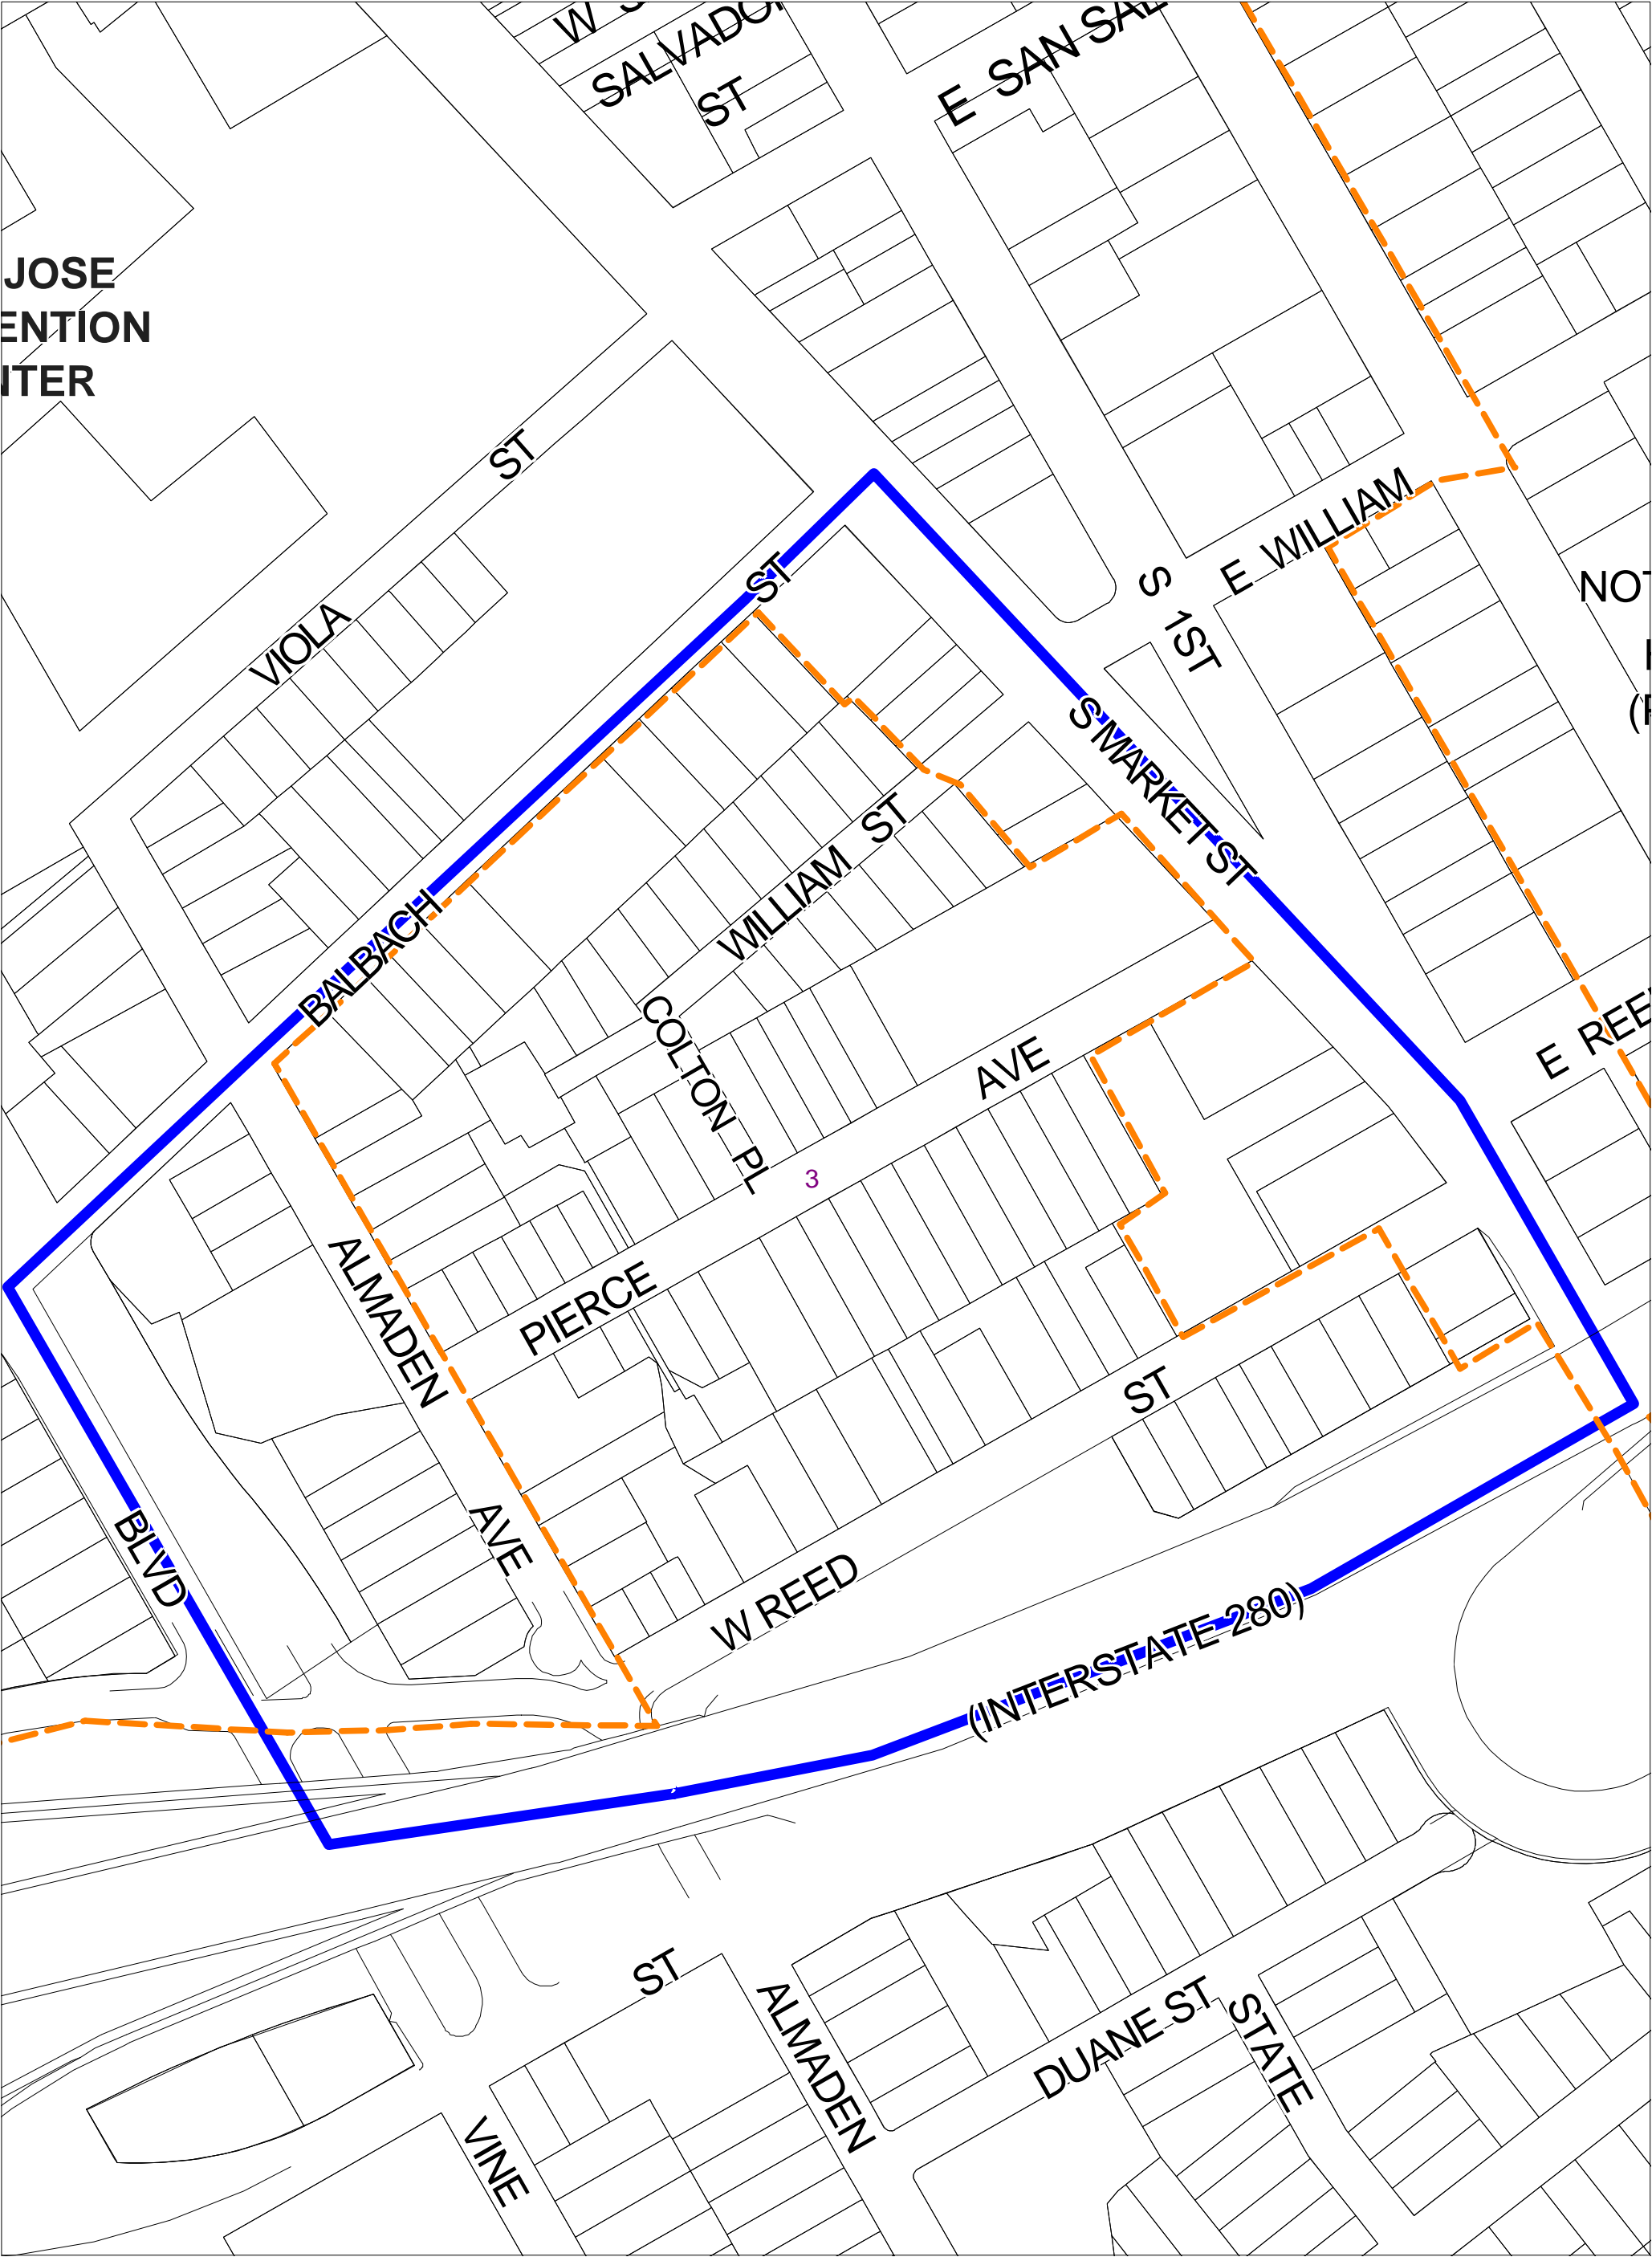 SALVADOR
ST
E SAN SAL
JOSE
ENTION
NTER
ST
E WILLIAM
ST
S 1ST
VIOLA
S MARKET ST
ST
WILLIAM
W
BALBACH
COLTON PL
E REE
AVE
3
ALMADEN
PIERCE
ST
AVE
BLVD
W REED
(INTERSTATE 280)
ST
ALMADEN
DUANE ST
STATE
VINE